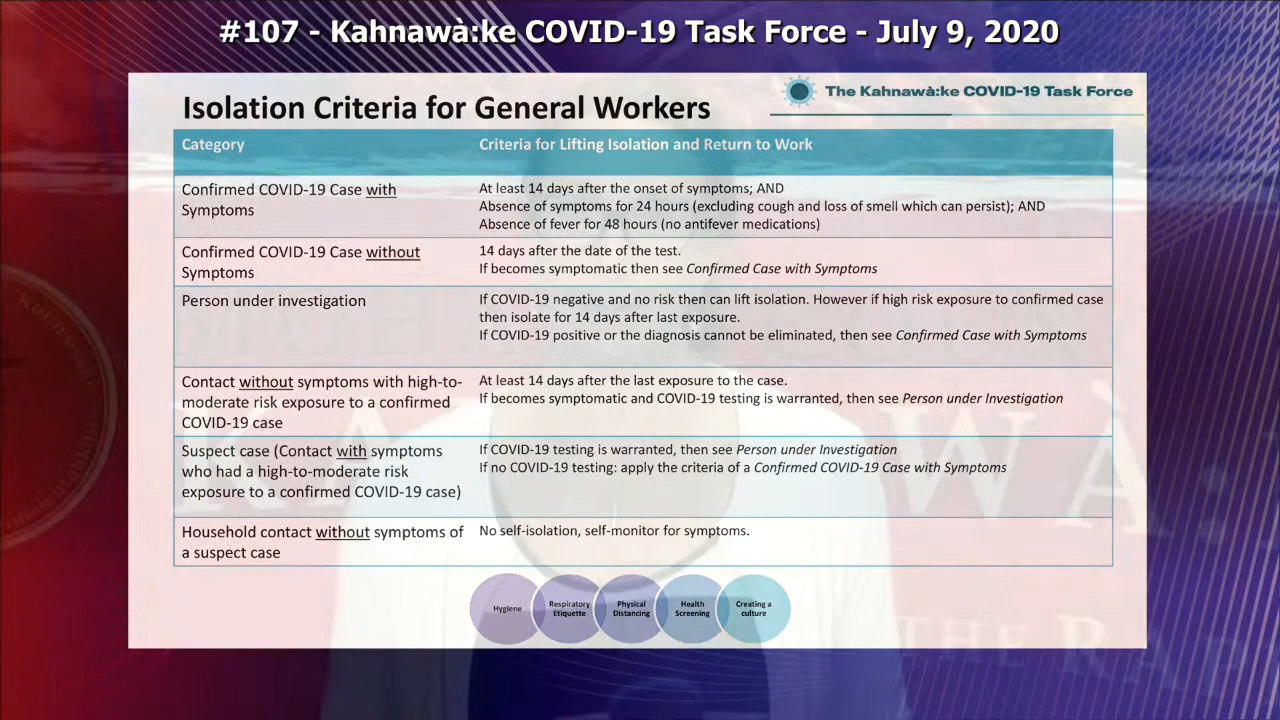 #107 - Kahnawà:ke COVID-19 Task Force - July 9, 2020
The Kahnawà:ke COVID-19 Task Force
Isolation Criteria for General Workers
Category
Criteria for Lifting Isolation and Return to Work
Confirmed COVID-19 Case with
Symptoms
At least 14 days after the onset of symptoms; AND
Absence of symptoms for 24 hours (excluding cough and loss of smell which can persist); AND
Absence of fever for 48 hours (no antifever medications)
Confirmed COVID-19 Case without
Symptoms
14 days after the date of the test.
If becomes symptomatic then see Confirmed Case with Symptoms
Person under investigation
If COVID-19 negative and no risk then can lift isolation. However if high risk exposure to confirmed case
then isolate for 14 days after last exposure.
If COVID-19 positive or the diagnosis cannot be eliminated, then see Confirmed Case with Symptoms
Contact without symptoms with high-to-
moderate risk exposure to a confirmed
COVID-19 case
At least 14 days after the last exposure to the case.
If becomes symptomatic and COVID-19 testing is warranted, then see Person under Investigation
Suspect case (Contact with symptoms
who had a high-to-moderate risk
exposure to a confirmed COVID-19 case)
If COVID-19 testing is warranted, then see Person under Investigation
If no COVID-19 testing: apply the criteria of a Confirmed COVID-19 Case with Symptoms
Household contact without symptoms of
a suspect case
No self-isolation, self-monitor for symptoms.
Hygiene
Respiratory
Etiquette
Physical
Distancing
Health
Screening
Creating a
culture